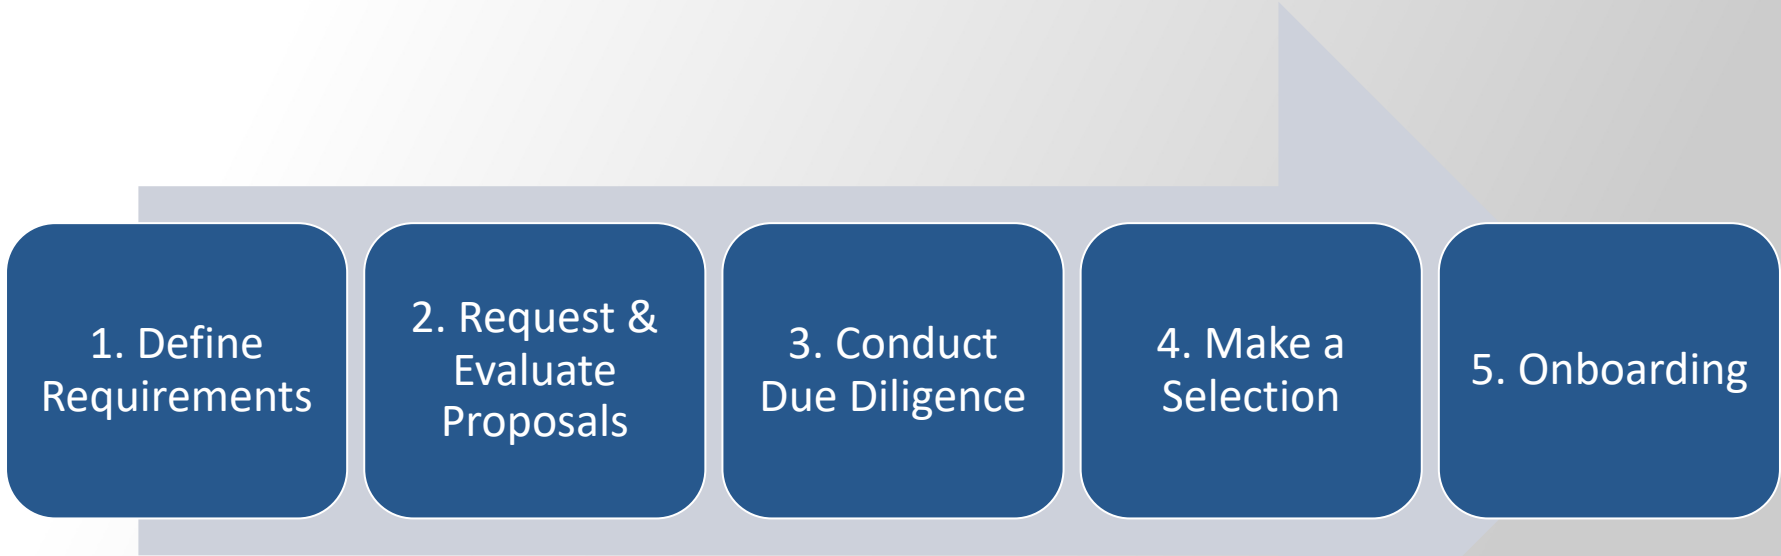 1. Define
Requirements
2. Request &
Evaluate
Proposals
3. Conduct
Due Diligence
4. Make a
Selection
5. Onboarding